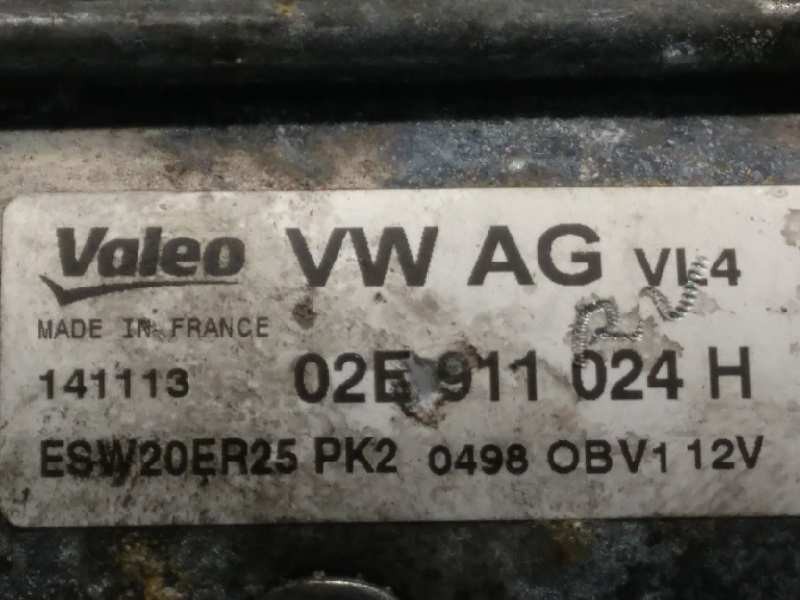 Valeo VW AG VL4
MADE IN FRANCE
141113 02E 911 024 H
ESW20ER25 PK2 0498 OBV1 12V